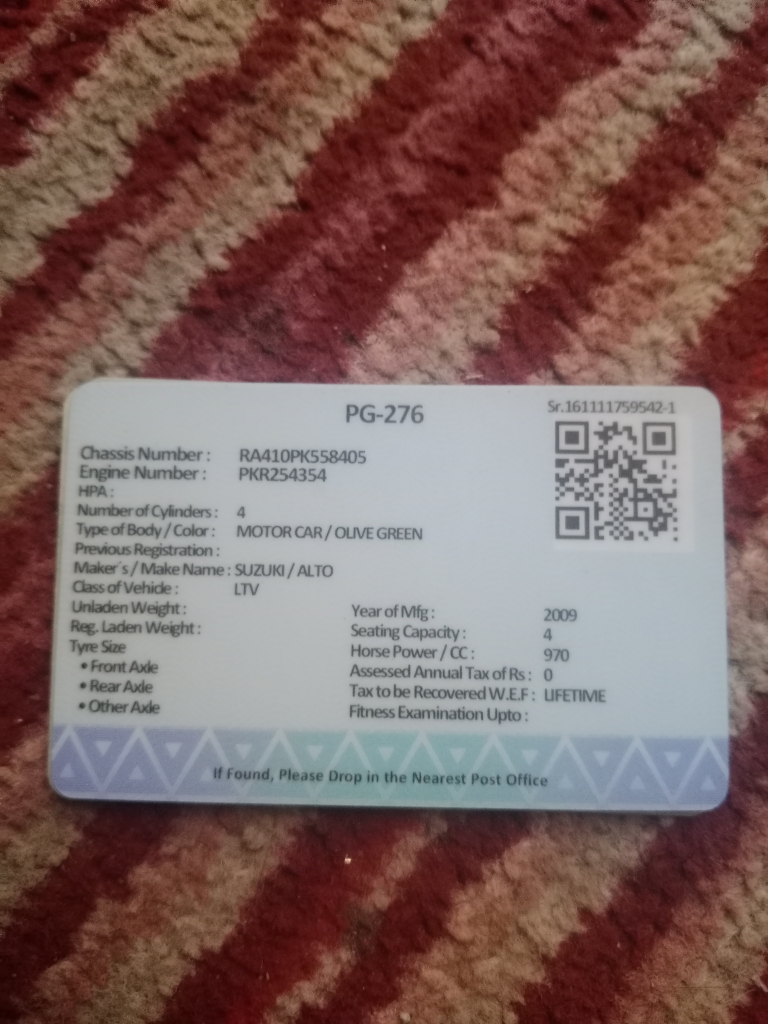 PG-276
Sr.161111759542-1
Chassis Number : RA410PK558405
Engine Number : PKR254354
HPA :
Number of Cylinders : 4
Type of Body / Color : MOTOR CAR / OLIVE GREEN
Previous Registration :
Maker's / Make Name : SUZUKI / ALTO
Class of Vehicle : LTV
Unladen Weight :
Reg. Laden Weight :
Tyre Size
• Front Axle
• Rear Axle
• Other Axle
Year of Mfg : 2009
Seating Capacity : 4
Horse Power / CC : 970
Assessed Annual Tax of Rs : 0
Tax to be Recovered W.E.F : LIFETIME
Fitness Examination Upto :
If Found, Please Drop in the Nearest Post Office